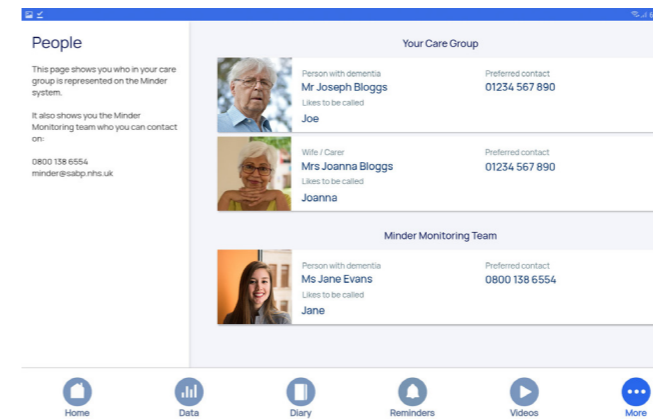 People
This page shows you who in your care
group is represented on the Minder
system.
It also shows you the Minder
Monitoring team who you can contact
on:
0800 138 6554
minder@sabp.nhs.uk
Your Care Group
Person with dementia
Preferred contact
Mr Joseph Bloggs
01234 567 890
Likes to be called
Joe
Wife / Carer
Preferred contact
Mrs Joanna Bloggs
01234 567 890
Likes to be called
Joanna
Minder Monitoring Team
Person with dementia
Preferred contact
Ms Jane Evans
0800 138 6554
Likes to be called
Jane
Home
Data
Diary
Reminders
Videos
More